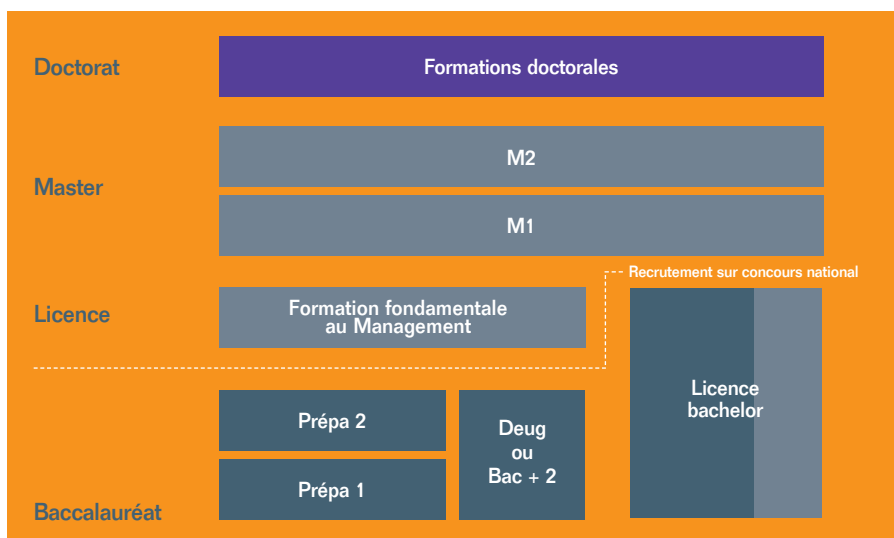 Doctorat
Formations doctorales
M2
Master
M1
Recrutement sur concours national
Licence
Formation fondamentale
au Management
Licence
bachelor
Prépa 2
Deug
ou
Bac + 2
Prépa 1
Baccalauréat